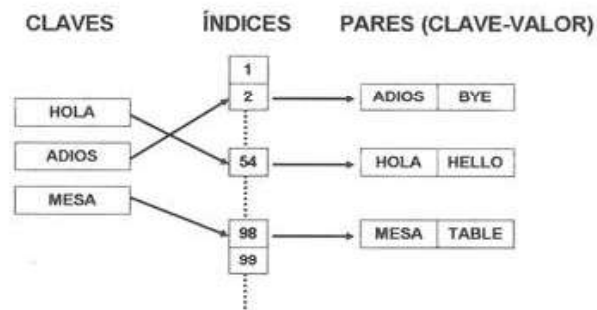 CLAVES ÍNDICES PARES (CLAVE-VALOR)
1
2 ADIOS BYE
HOLA
ADIOS 54 HOLA HELLO
MESA
98 MESA TABLE
99